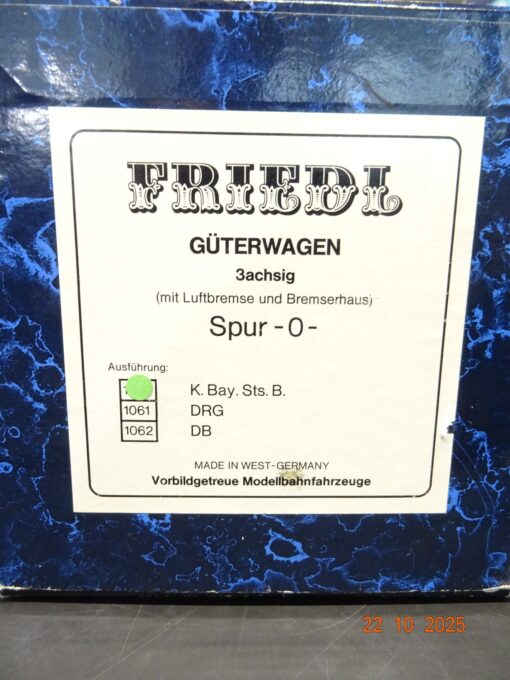 FRIEDL
GÜTERWAGEN
3achsig
(mit Luftbremse und Bremserhaus)
Spur -0-
Ausführung:
K. Bay. Sts. B.
1061 DRG
1062 DB
MADE IN WEST-GERMANY
Vorbildgetreue Modellbahnfahrzeuge
22 10 2025